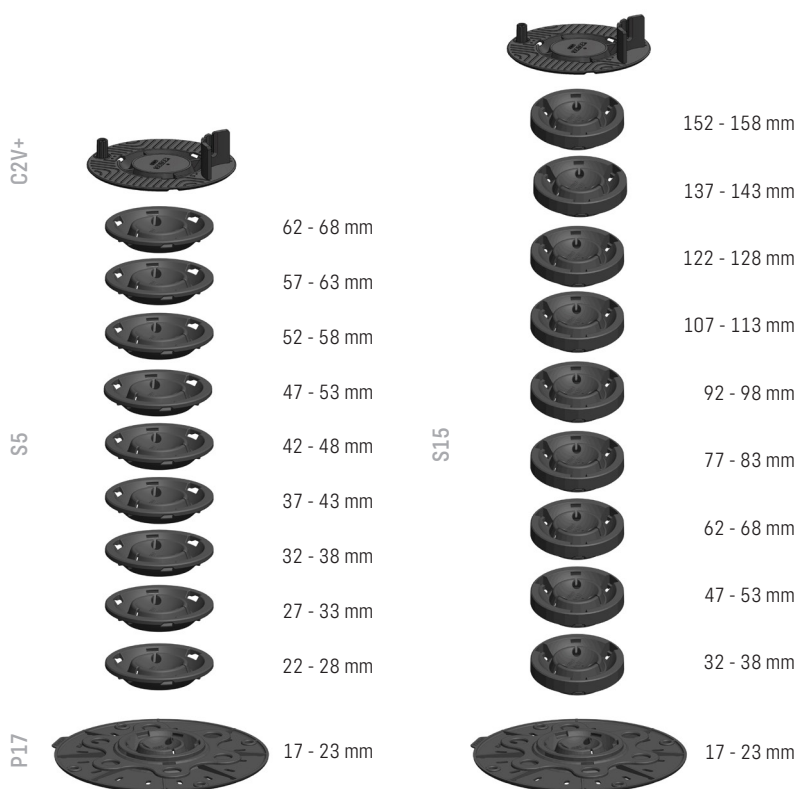 C2V+
62 - 68 mm
57 - 63 mm
52 - 58 mm
47 - 53 mm
S5
42 - 48 mm
37 - 43 mm
32 - 38 mm
27 - 33 mm
22 - 28 mm
P17
17 - 23 mm
152 - 158 mm
137 - 143 mm
122 - 128 mm
107 - 113 mm
92 - 98 mm
S15
77 - 83 mm
62 - 68 mm
47 - 53 mm
32 - 38 mm
17 - 23 mm